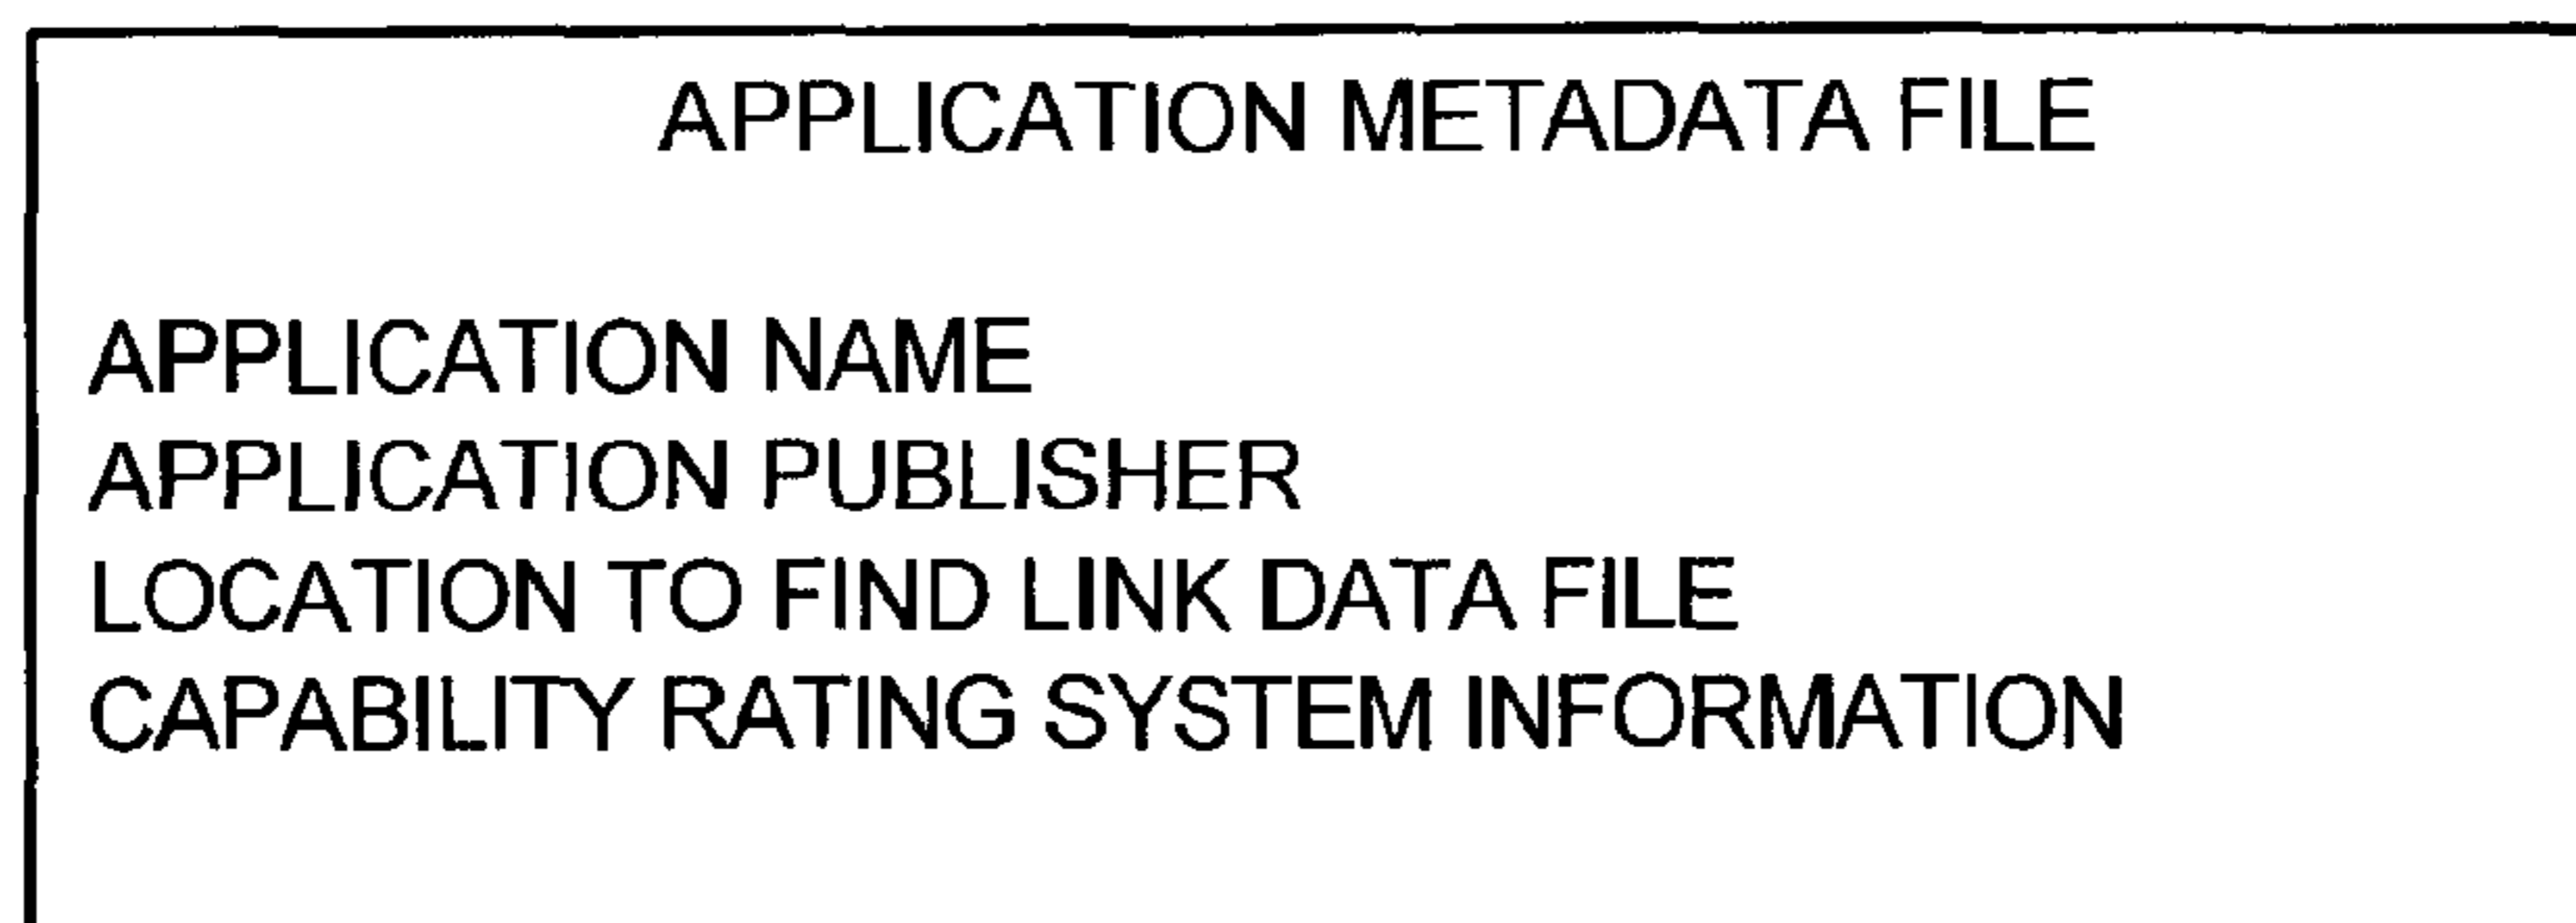 APPLICATION METADATA FILE
APPLICATION NAME
APPLICATION PUBLISHER
LOCATION TO FIND LINK DATA FILE
CAPABILITY RATING SYSTEM INFORMATION